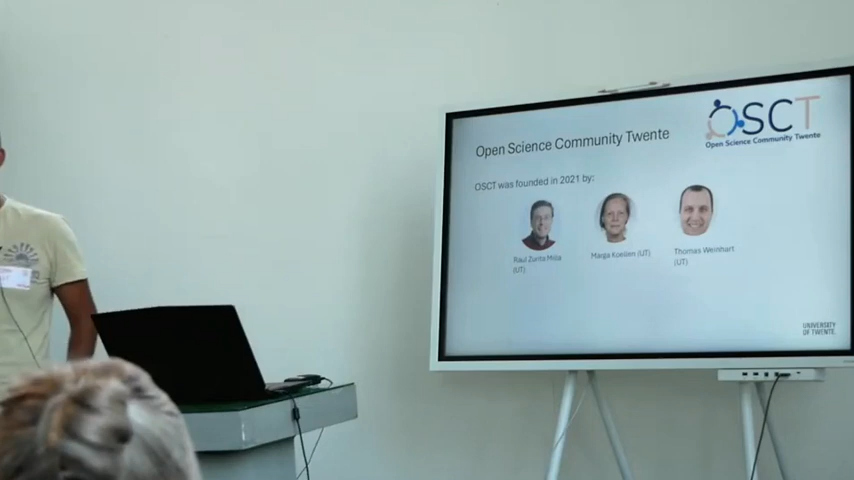 Open Science Community Twente
OSCT
Open Science Community Twente
OSCT was founded in 2021 by:
Raul Zurita Milla
(UT)
Marga Koelen (UT)
Thomas Weinhart
(UT)
UNIVERSITY
OF TWENTE.